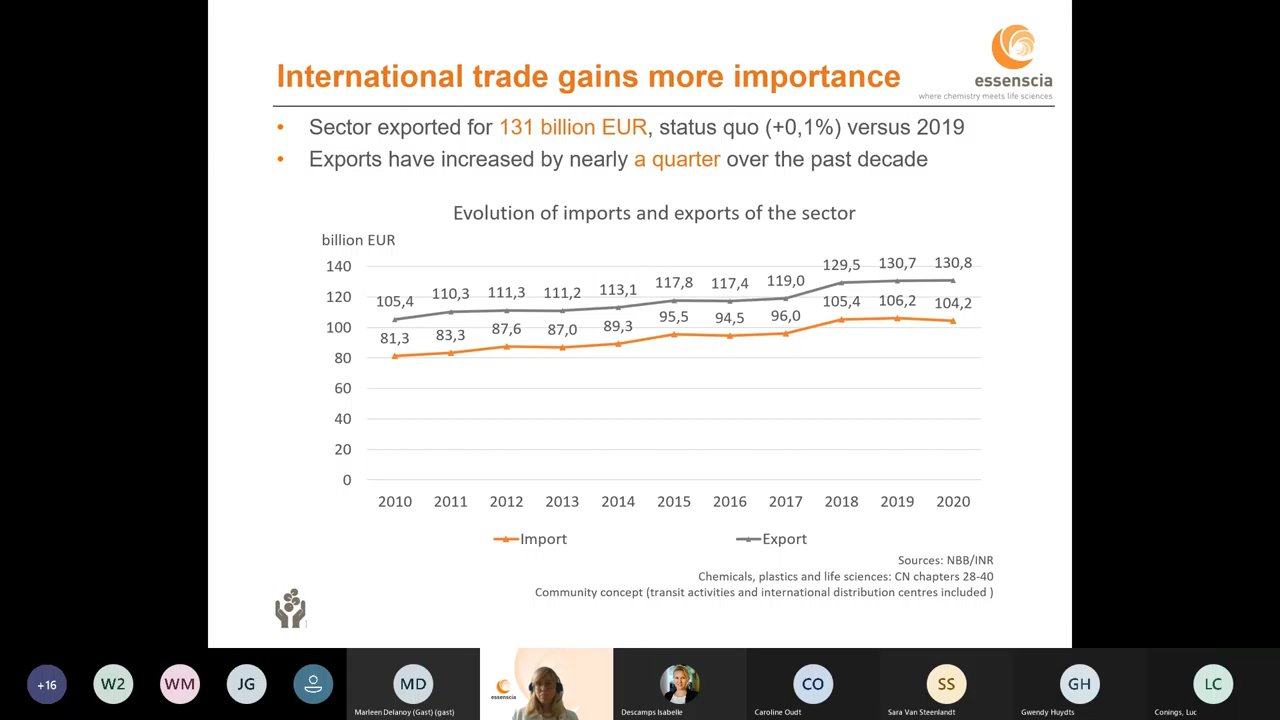 International trade gains more importance
essenscia
where chemistry meets life sciences
• Sector exported for 131 billion EUR, status quo (+0,1%) versus 2019
• Exports have increased by nearly a quarter over the past decade
Evolution of imports and exports of the sector
billion EUR
140
120
100
80
60
40
20
0
105,4 110,3 111,3 111,2 113,1 117,8 117,4 119,0 129,5 130,7 130,8
81,3 83,3 87,6 87,0 89,3 95,5 94,5 96,0 105,4 106,2 104,2
2010 2011 2012 2013 2014 2015 2016 2017 2018 2019 2020
Import Export
Sources: NBB/INR
Chemicals, plastics and life sciences: CN chapters 28-40
Community concept (transit activities and international distribution centres included )
+16 W2 WM JG MD essenscia CO SS GH LC
Marleen Delanoy (Gast) (gast) Descamps Isabelle Caroline Oudt Sara Van Steenlandt Gwendy Huydts Conings, Luc